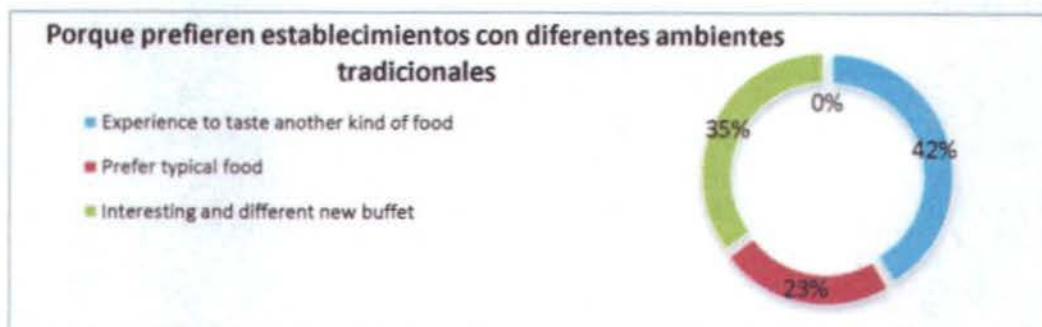 Porque prefieren establecimientos con diferentes ambientes
tradicionales
Experience to taste another kind of food
Prefer typical food
Interesting and different new buffet
0%
35%
42%
23%